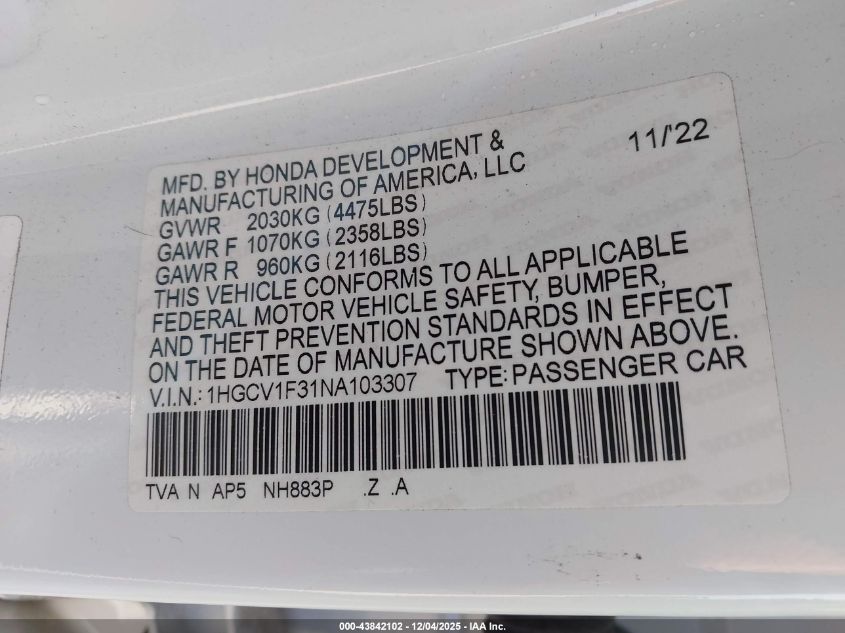 11/'22
MFD. BY HONDA DEVELOPMENT &
MANUFACTURING OF AMERICA, LLC
GVWR 2030KG (4475LBS)
GAWR F 1070KG (2358LBS)
GAWR R 960KG (2116LBS)
THIS VEHICLE CONFORMS TO ALL APPLICABLE
FEDERAL MOTOR VEHICLE SAFETY, BUMPER,
AND THEFT PREVENTION STANDARDS IN EFFECT
ON THE DATE OF MANUFACTURE SHOWN ABOVE.
V.I.N.: 1HGCV1F31NA103307 TYPE: PASSENGER CAR
TVA N AP5 NH883P .Z .A
000-43842102 - 12/04/2025 - IAA Inc.